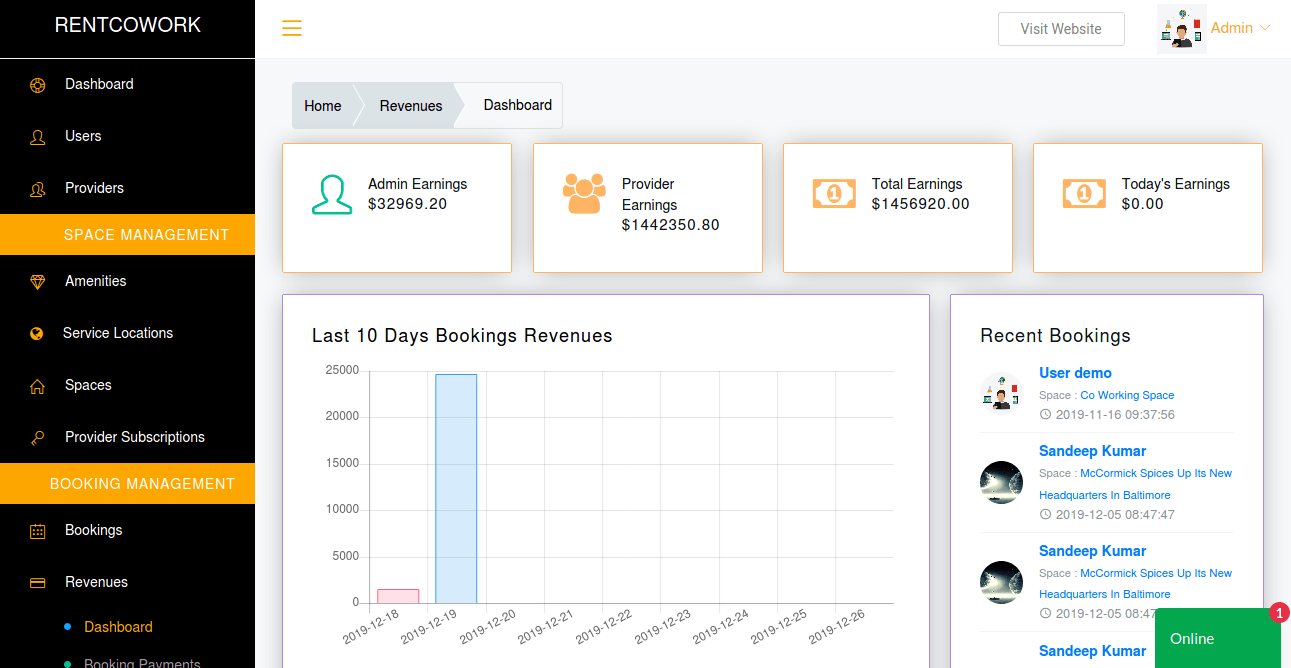 RENTCOWORK
Visit Website
Admin
Dashboard
Users
Providers
SPACE MANAGEMENT
Amenities
Service Locations
Spaces
Provider Subscriptions
BOOKING MANAGEMENT
Bookings
Revenues
Dashboard
Booking Payments
Home
Revenues
Dashboard
Admin Earnings
$32969.20
Provider
Earnings
$1442350.80
Total Earnings
$1456920.00
Today's Earnings
$0.00
Last 10 Days Bookings Revenues
25000
20000
15000
10000
5000
0
2019-12-18
2019-12-19
2019-12-20
2019-12-21
2019-12-22
2019-12-23
2019-12-24
2019-12-25
2019-12-26
Recent Bookings
User demo
Space : Co Working Space
2019-11-16 09:37:56
Sandeep Kumar
Space : McCormick Spices Up Its New
Headquarters In Baltimore
2019-12-05 08:47:47
Sandeep Kumar
Space : McCormick Spices Up Its New
Headquarters In Baltimore
2019-12-05 08:47
Sandeep Kumar
Online
1